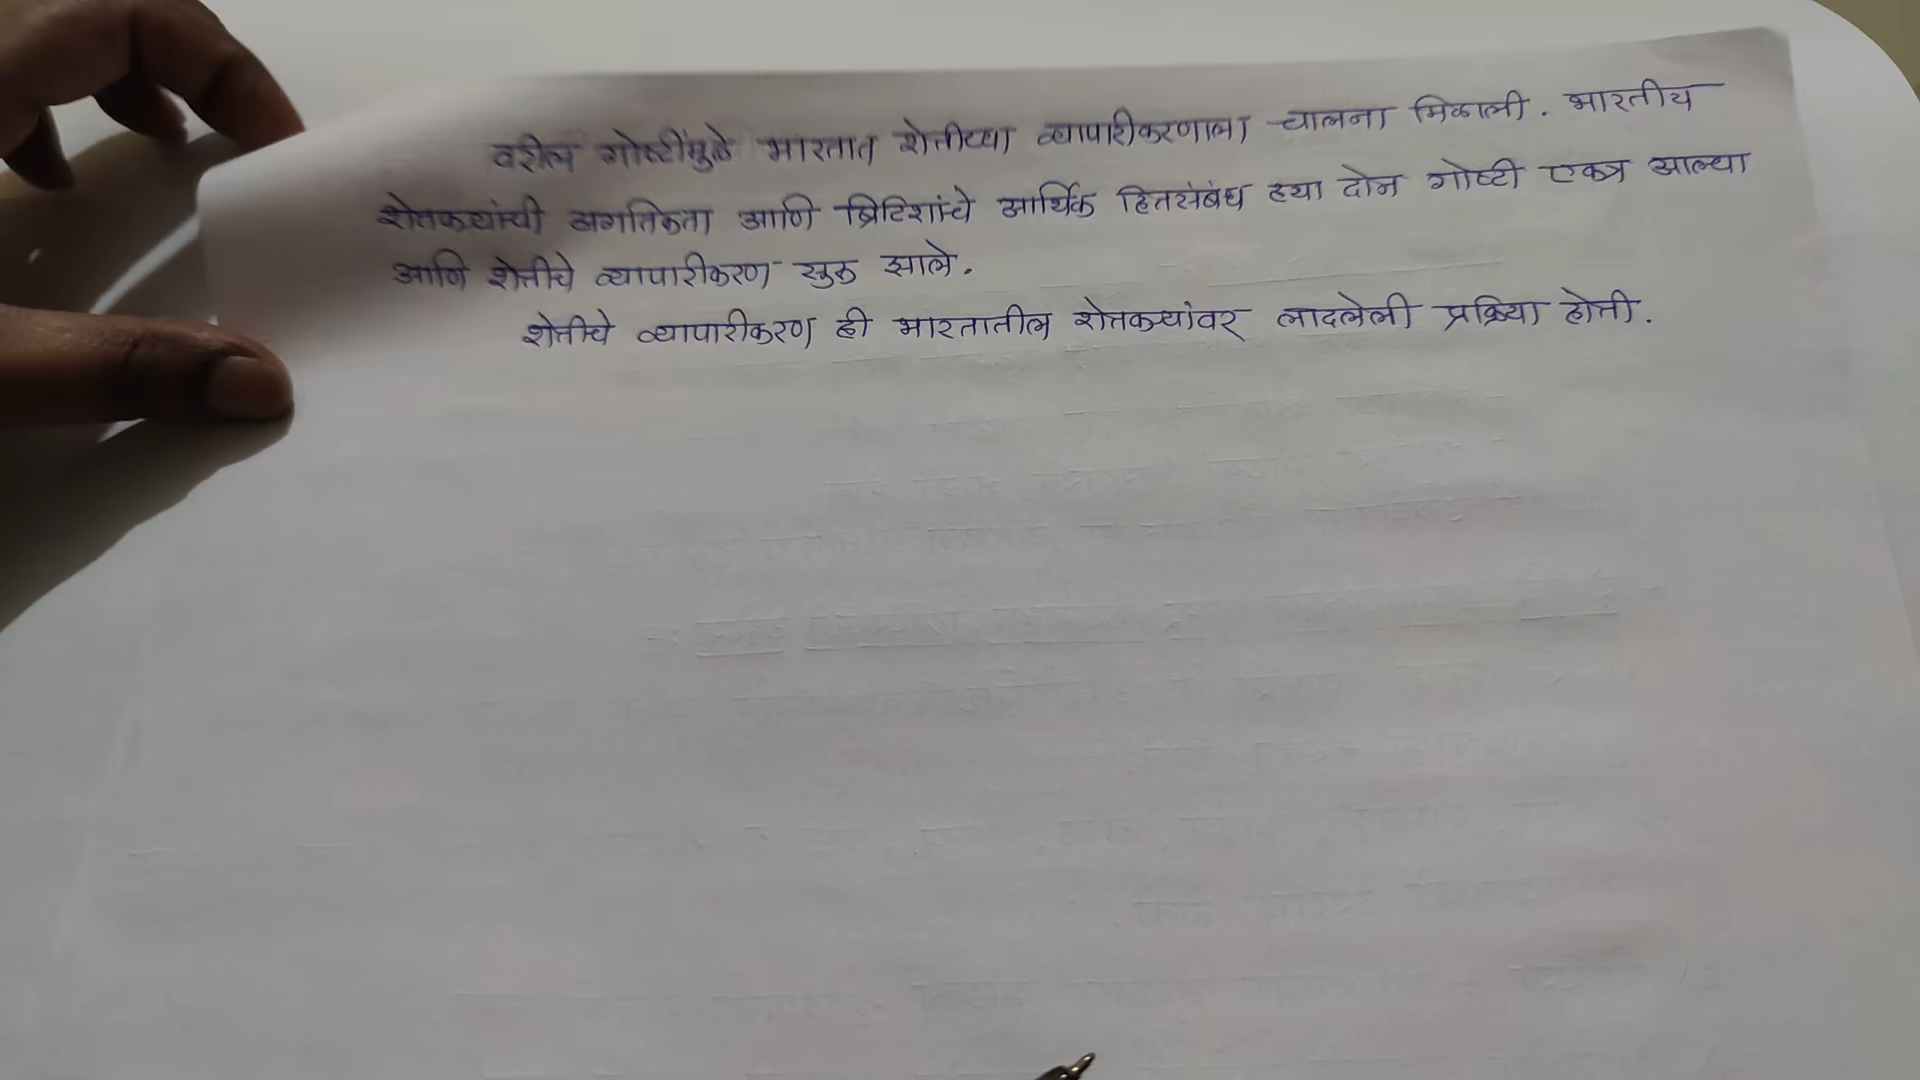 वरील गोष्टींमुळे भारतात शेतीच्या व्यापारीकरणाला चालना मिळाली. भारतीय
शेतकऱ्यांची अगतिकता आणि ब्रिटिशांचे आर्थिक हितसंबंध ह्या दोन गोष्टी एकत्र आल्या
आणि शेतीचे व्यापारीकरण सुरु झाले.
शेतीचे व्यापारीकरण ही भारतातील शेतकऱ्यांवर लादलेली प्रक्रिया होती.